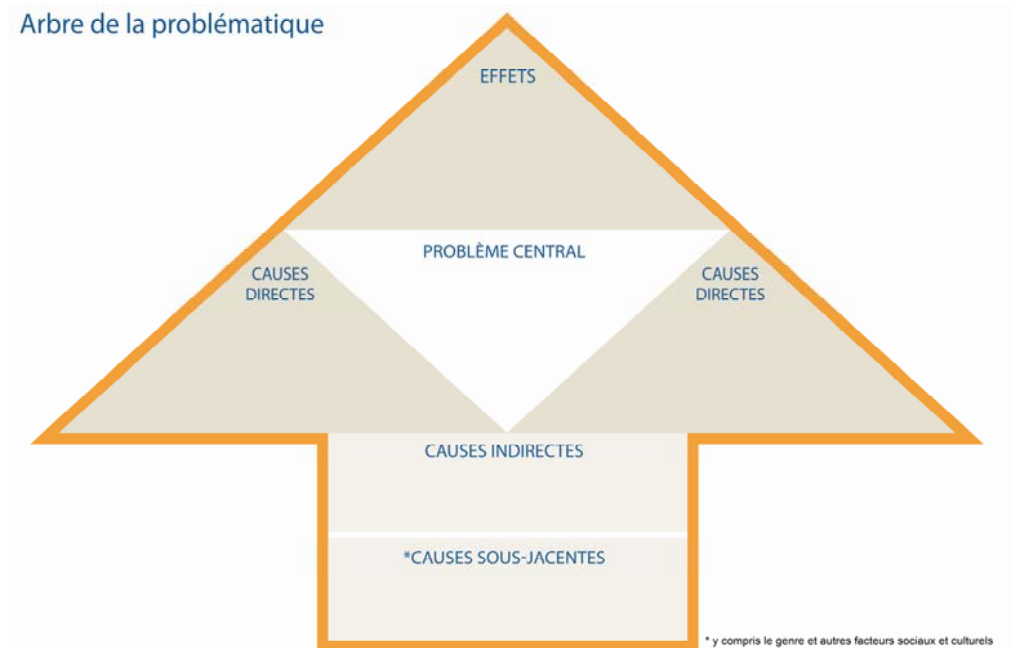 Arbre de la problématique
EFFETS
PROBLÈME CENTRAL
CAUSES
DIRECTES
CAUSES
DIRECTES
CAUSES INDIRECTES
*CAUSES SOUS-JACENTES
* y compris le genre et autres facteurs sociaux et culturels